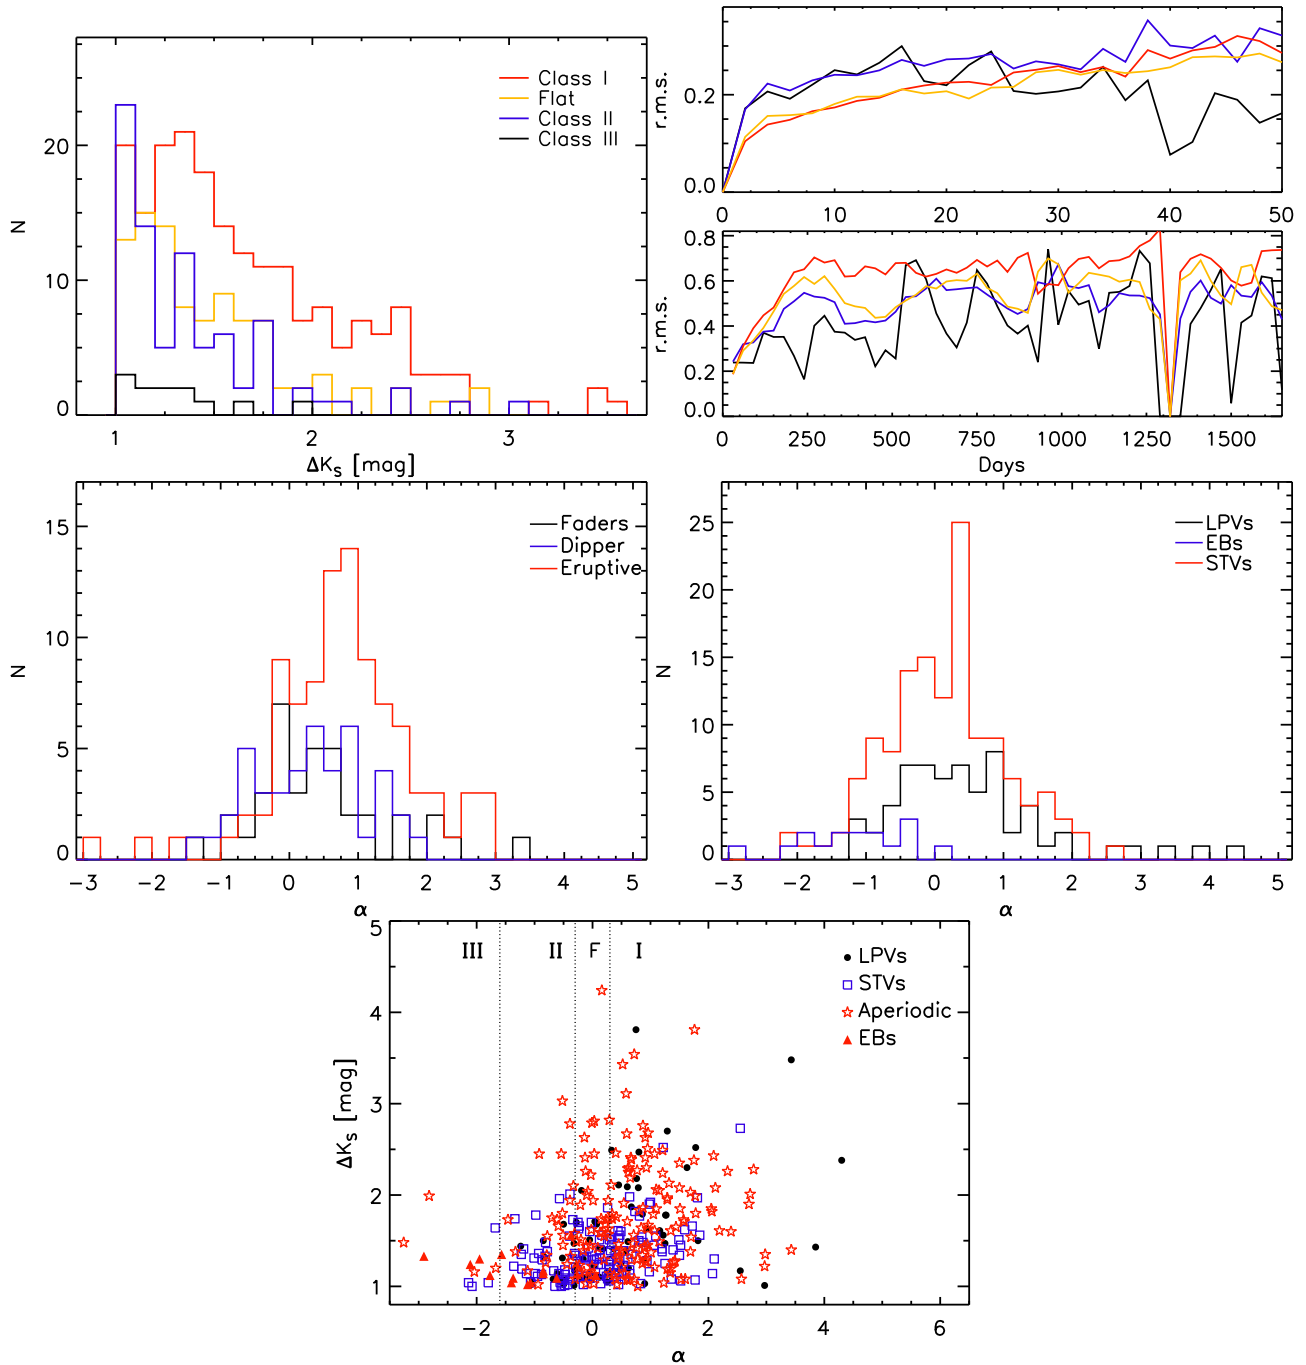 Class I
Flat
Class II
Class III
20
10
0
N
1 2 3
ΔKs [mag]
0.2
0.0
r.m.s.
0 10 20 30 40 50
0.8
0.6
0.4
0.2
0.0
r.m.s.
0 250 500 750 1000 1250 1500
Days
Faders
Dipper
Eruptive
15
10
5
0
N
−3 −2 −1 0 1 2 3 4 5
α
LPVs
EBs
STVs
25
20
15
10
5
0
N
−3 −2 −1 0 1 2 3 4 5
α
III II F I
LPVs
STVs
Aperiodic
EBs
5
4
3
2
1
ΔKs [mag]
−2 0 2 4 6
α